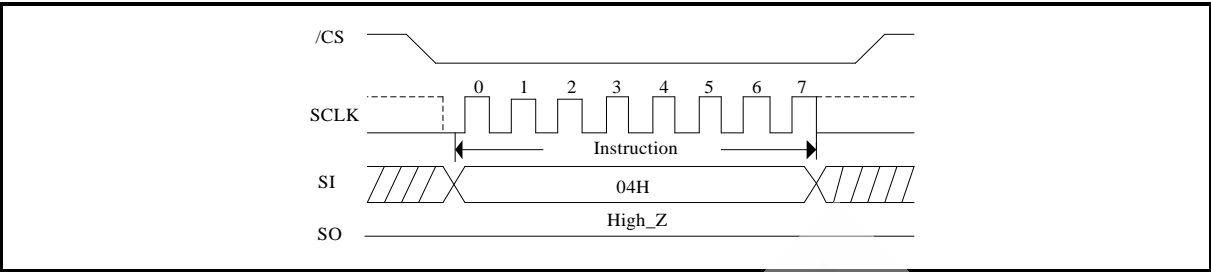 /CS
0 1 2 3 4 5 6 7
SCLK
Instruction
SI
04H
High_Z
SO